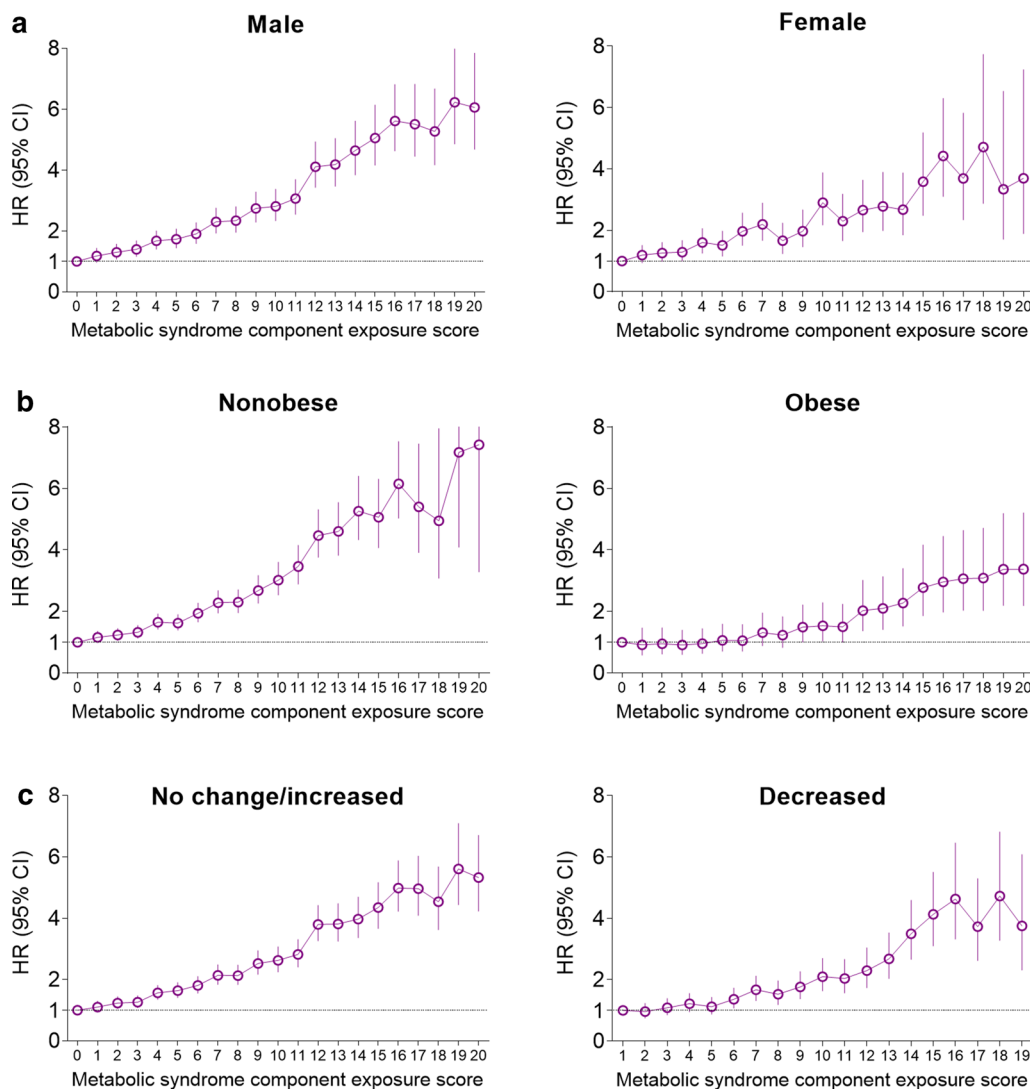 a
Male
Female
HR (95% CI)
8
6
4
2
1
0
0 1 2 3 4 5 6 7 8 9 10 11 12 13 14 15 16 17 18 19 20
Metabolic syndrome component exposure score
HR (95% CI)
8
6
4
2
1
0
0 1 2 3 4 5 6 7 8 9 10 11 12 13 14 15 16 17 18 19 20
Metabolic syndrome component exposure score
b
Nonobese
Obese
HR (95% CI)
8
6
4
2
1
0
0 1 2 3 4 5 6 7 8 9 10 11 12 13 14 15 16 17 18 19 20
Metabolic syndrome component exposure score
HR (95% CI)
8
6
4
2
1
0
0 1 2 3 4 5 6 7 8 9 10 11 12 13 14 15 16 17 18 19 20
Metabolic syndrome component exposure score
c
No change/increased
Decreased
HR (95% CI)
8
6
4
2
1
0
0 1 2 3 4 5 6 7 8 9 10 11 12 13 14 15 16 17 18 19 20
Metabolic syndrome component exposure score
HR (95% CI)
8
6
4
2
1
0
1 2 3 4 5 6 7 8 9 10 11 12 13 14 15 16 17 18 19
Metabolic syndrome component exposure score